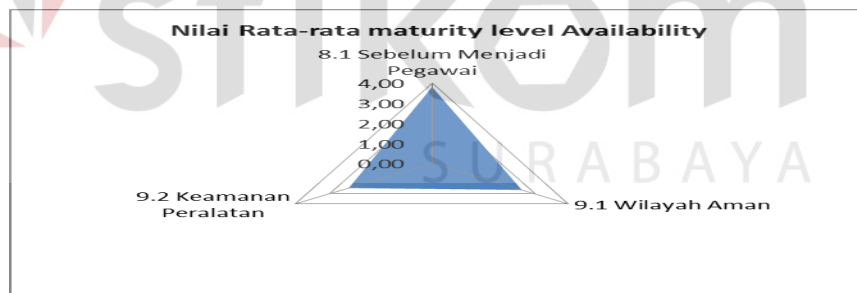 STIKOM
SURABAYA
Nilai Rata-rata maturity level Availability
8.1 Sebelum Menjadi
Pegawai
4,00
3,00
2,00
1,00
0,00
9.2 Keamanan
Peralatan
9.1 Wilayah Aman